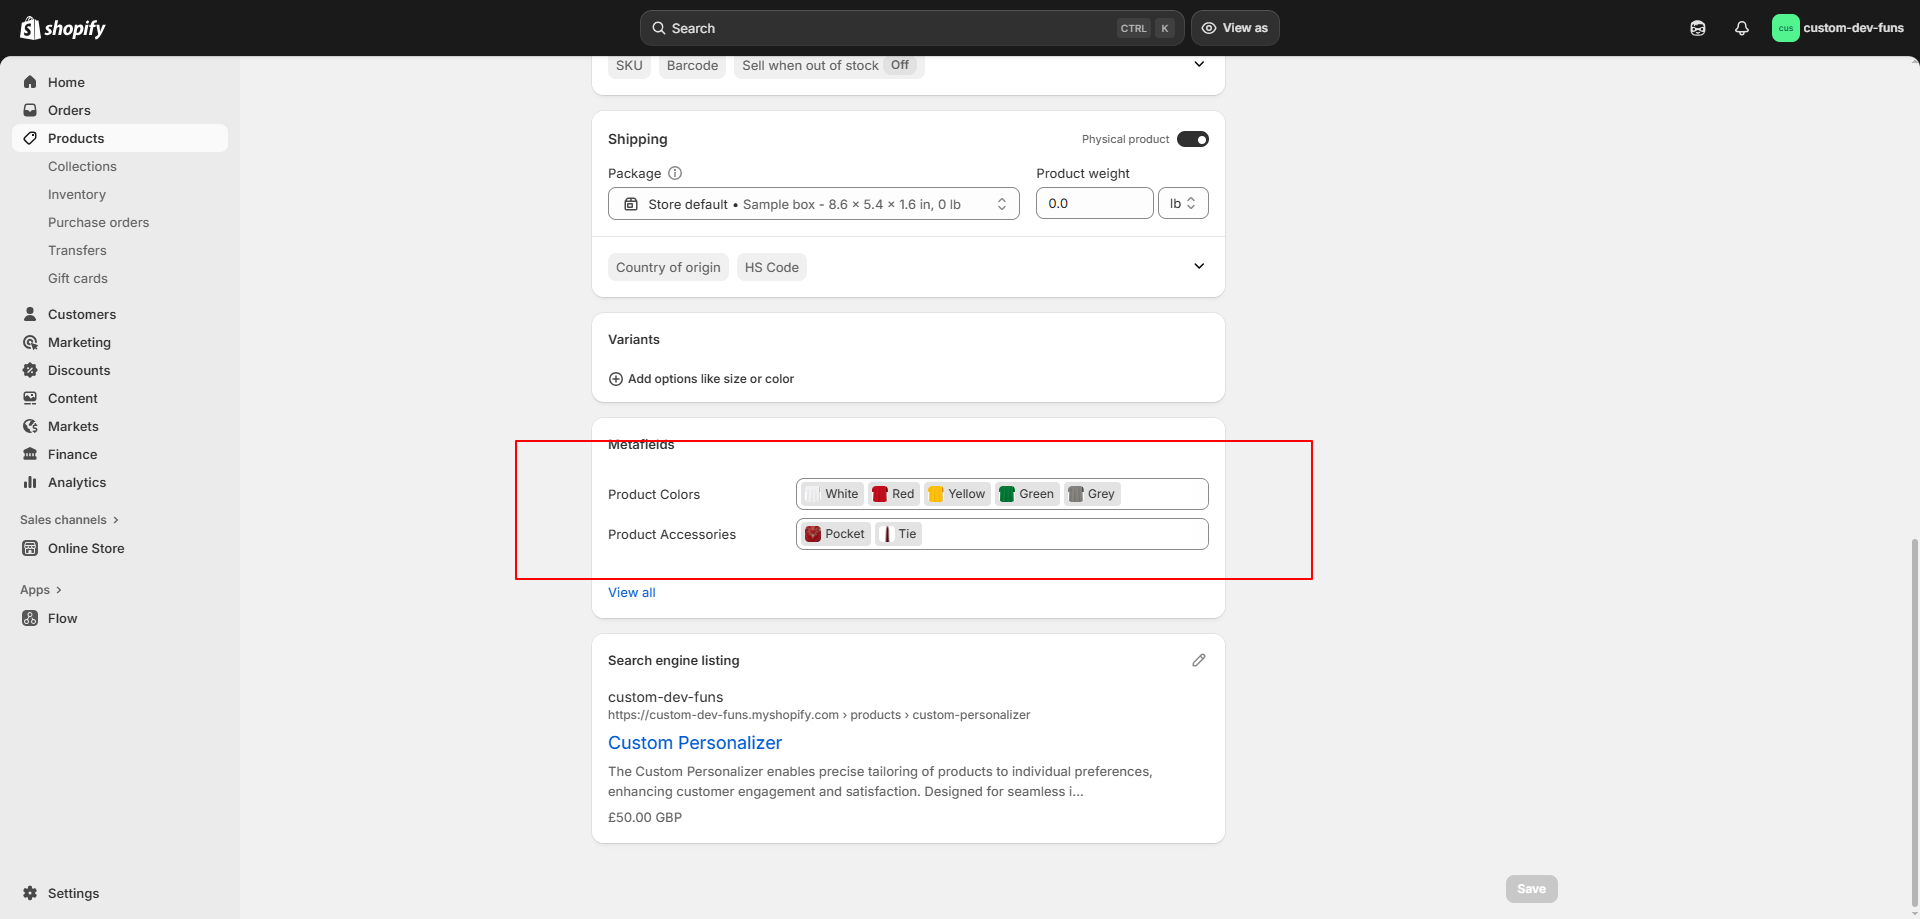 shopify
Search
CTRL K
View as
cus
custom-dev-funs
Home
Orders
Products
Collections
Inventory
Purchase orders
Transfers
Gift cards
Customers
Marketing
Discounts
Content
Markets
Finance
Analytics
Sales channels
Online Store
Apps
Flow
Settings
SKU Barcode Sell when out of stock Off
Shipping
Physical product
Package
Product weight
Store default • Sample box - 8.6 × 5.4 × 1.6 in, 0 lb
0.0
lb
Country of origin HS Code
Variants
Add options like size or color
Metafields
Product Colors
White Red Yellow Green Grey
Product Accessories
Pocket Tie
View all
Search engine listing
custom-dev-funs
https://custom-dev-funs.myshopify.com › products › custom-personalizer
Custom Personalizer
The Custom Personalizer enables precise tailoring of products to individual preferences,
enhancing customer engagement and satisfaction. Designed for seamless i...
£50.00 GBP
Save